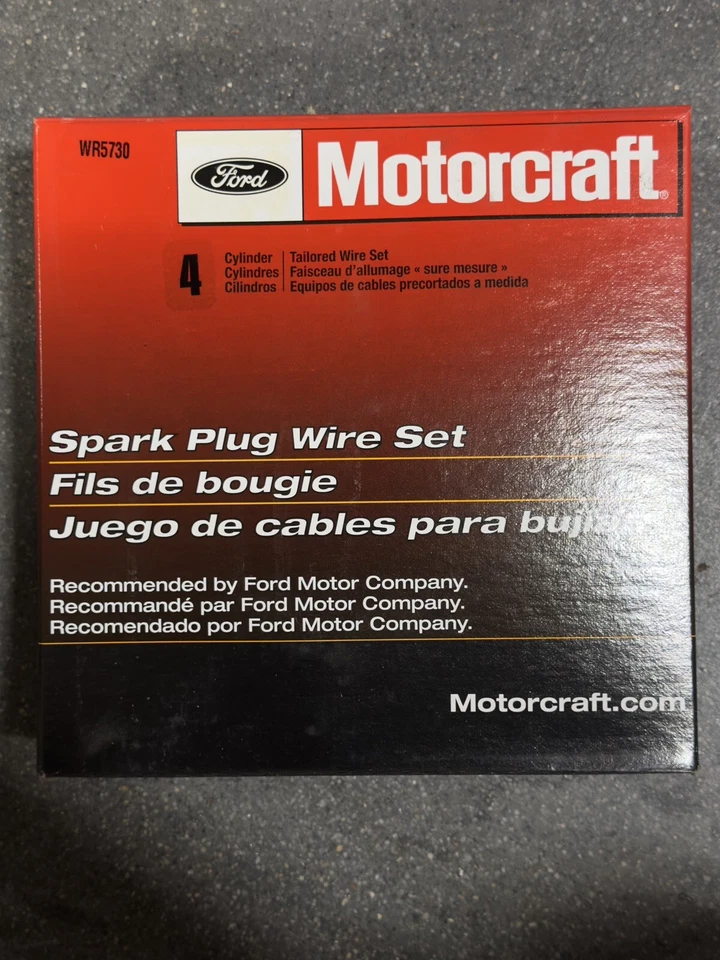 WR5730
Ford
Motorcraft®
4
Cylinder
Cylindres
Cilindros
Tailored Wire Set
Faisceau d'allumage « sure mesure »
Equipos de cables precortados a medida
Spark Plug Wire Set
Fils de bougie
Juego de cables para bujías
Recommended by Ford Motor Company.
Recommandé par Ford Motor Company.
Recomendado por Ford Motor Company.
Motorcraft.com